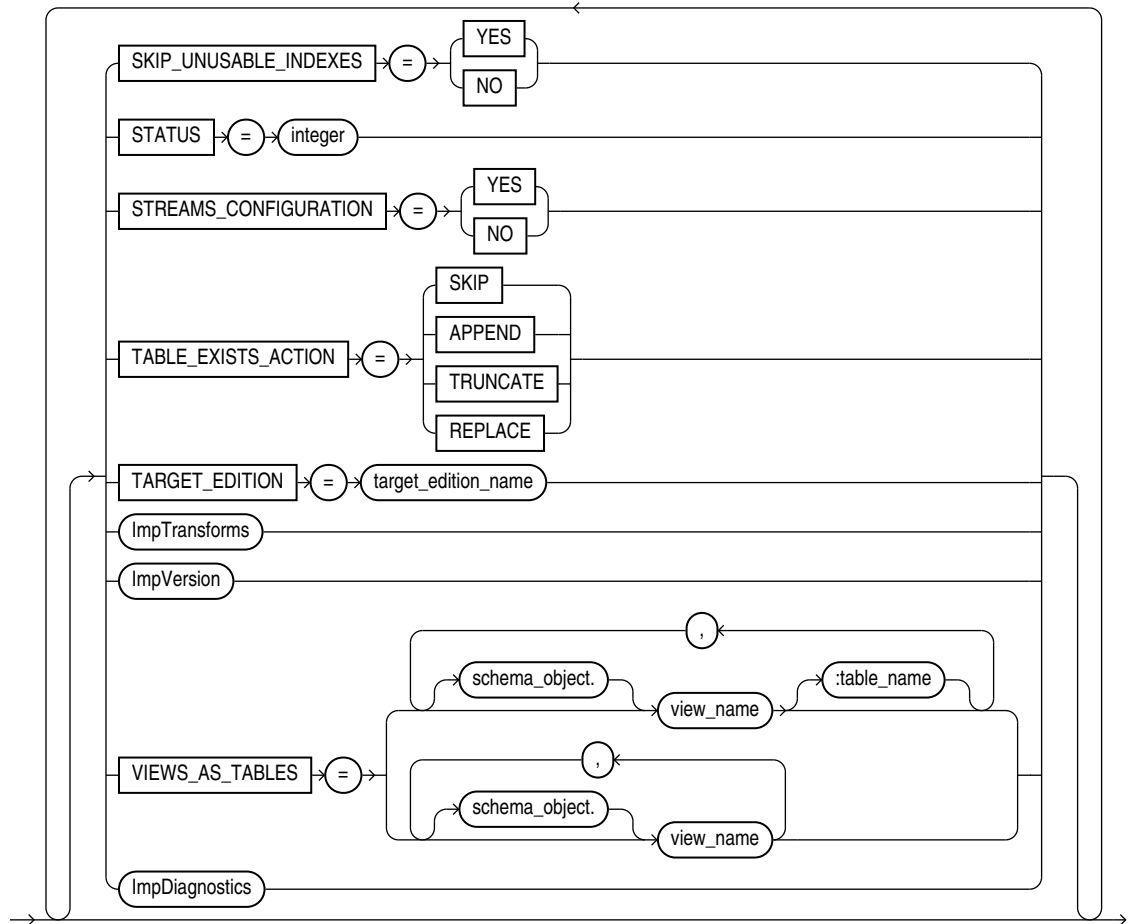 SKIP_UNUSABLE_INDEXES = YES
NO
STATUS = integer
STREAMS_CONFIGURATION = YES
NO
TABLE_EXISTS_ACTION = SKIP
APPEND
TRUNCATE
REPLACE
TARGET_EDITION = target_edition_name
ImpTransforms
ImpVersion
,
schema_object. :table_name
view_name
VIEWS_AS_TABLES =
,
schema_object.
view_name
ImpDiagnostics